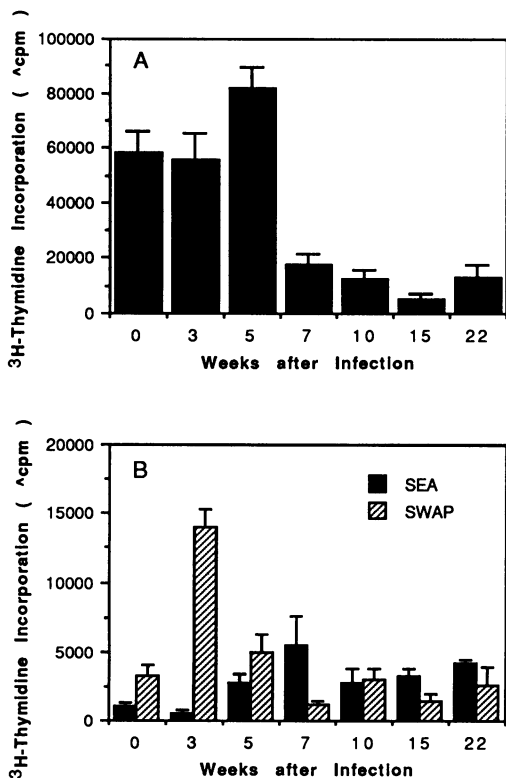 A
³H-Thymidine Incorporation ( ^cpm)
100000
80000
60000
40000
20000
0
0 3 5 7 10 15 22
Weeks after Infection
B
SEA
SWAP
³H-Thymidine Incorporation ( ^cpm)
20000
15000
10000
5000
0
0 3 5 7 10 15 22
Weeks after Infection